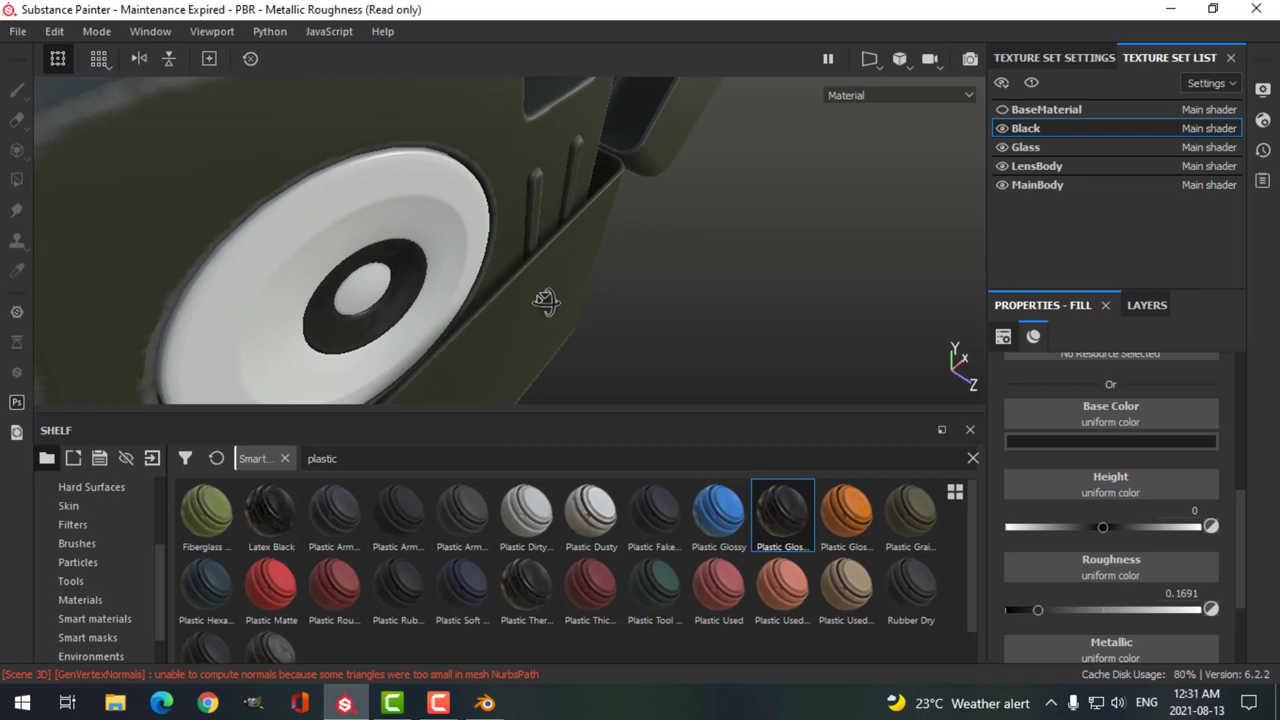 Substance Painter - Maintenance Expired - PBR - Metallic Roughness (Read only)
File Edit Mode Window Viewport Python JavaScript Help
TEXTURE SET SETTINGS TEXTURE SET LIST
Material
Settings
BaseMaterial Main shader
Black Main shader
Glass Main shader
LensBody Main shader
MainBody Main shader
Y
X
Z
PROPERTIES - FILL LAYERS
No Resource Selected
Or
Base Color
uniform color
Height
uniform color
0
Roughness
uniform color
0.1691
Metallic
uniform color
Ps
SHELF
Smart... plastic
Hard Surfaces
Skin
Filters
Brushes
Particles
Tools
Materials
Smart materials
Smart masks
Environments
Fiberglass ... Latex Black Plastic Arm... Plastic Arm... Plastic Arm... Plastic Dirty... Plastic Dusty Plastic Fake... Plastic Glossy Plastic Glos... Plastic Glos... Plastic Grai...
Plastic Hexa... Plastic Matte Plastic Rou... Plastic Rub... Plastic Soft ... Plastic Ther... Plastic Thic... Plastic Tool ... Plastic Used Plastic Used... Plastic Used... Rubber Dry
[Scene 3D] [GenVertexNormals] : unable to compute normals because some triangles were too small in mesh NurbsPath
Cache Disk Usage: 80% | Version: 6.2.2
23°C Weather alert
ENG
12:31 AM
2021-08-13